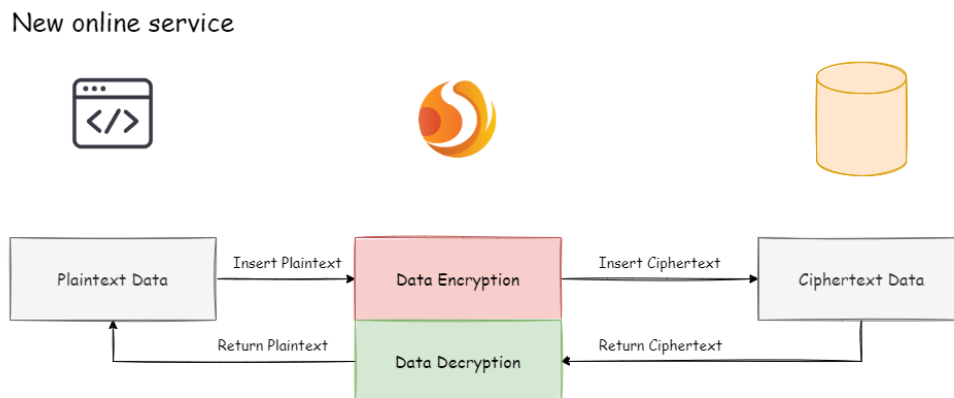 New online service
</>
Plaintext Data
Insert Plaintext
Data Encryption
Insert Ciphertext
Ciphertext Data
Return Plaintext
Data Decryption
Return Ciphertext